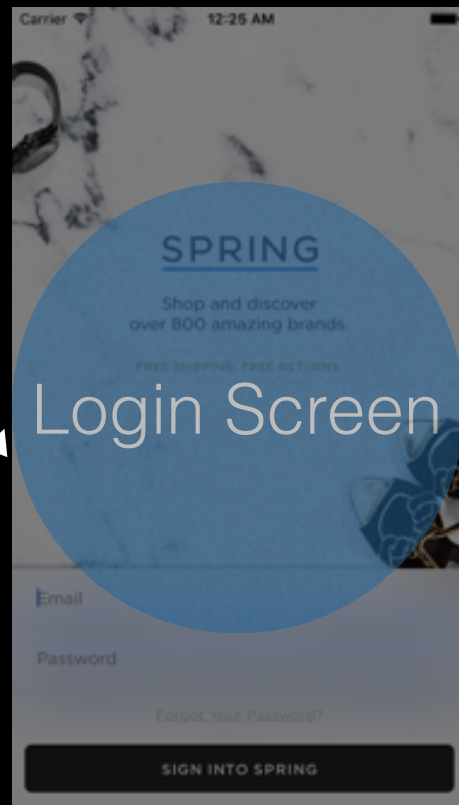 Carrier 12:25 AM
SPRING
Shop and discover
over 800 amazing brands.
FREE SHIPPING. FREE RETURNS.
Login Screen
Email
Password
Forgot Your Password?
SIGN INTO SPRING